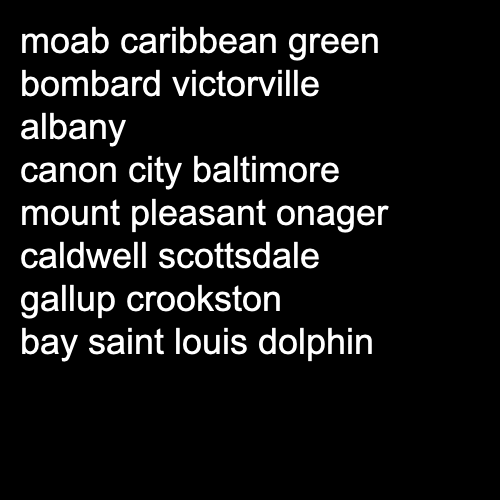 moab caribbean green
bombard victorville
albany
canon city baltimore
mount pleasant onager
caldwell scottsdale
gallup crookston
bay saint louis dolphin